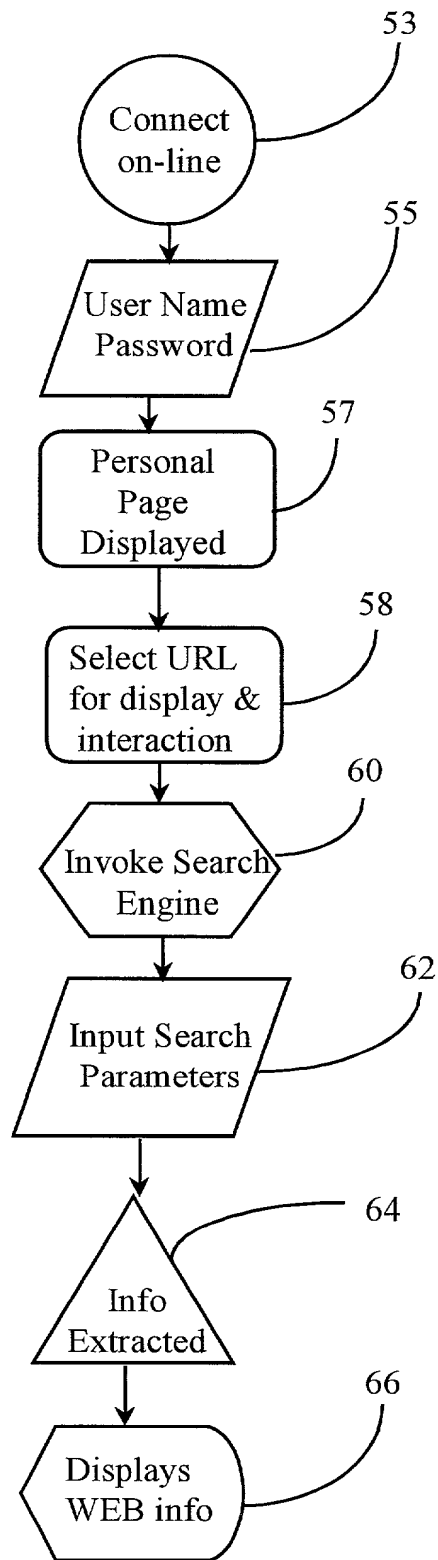 53
Connect
on-line
55
User Name
Password
57
Personal
Page
Displayed
58
Select URL
for display &
interaction
60
Invoke Search
Engine
62
Input Search
Parameters
64
Info
Extracted
66
Displays
WEB info